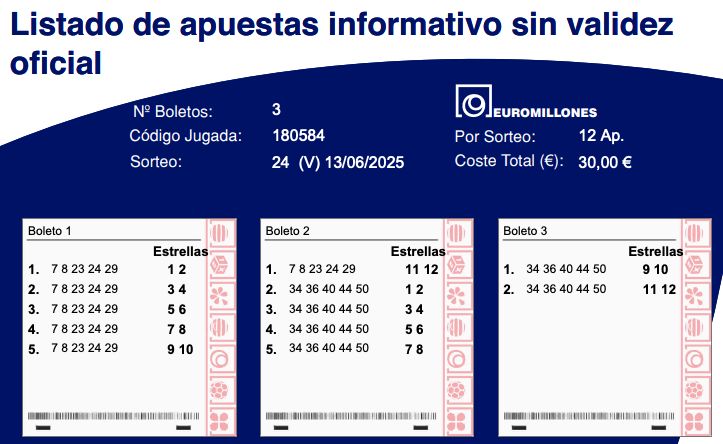 Listado de apuestas informativo sin validez
oficial
Nº Boletos: 3
Código Jugada: 180584
Sorteo: 24 (V) 13/06/2025
EUROMILLONES
Por Sorteo: 12 Ap.
Coste Total (€): 30,00 €
Boleto 1
Estrellas
1. 7 8 23 24 29 1 2
2. 7 8 23 24 29 3 4
3. 7 8 23 24 29 5 6
4. 7 8 23 24 29 7 8
5. 7 8 23 24 29 9 10
Boleto 2
Estrellas
1. 7 8 23 24 29 11 12
2. 34 36 40 44 50 1 2
3. 34 36 40 44 50 3 4
4. 34 36 40 44 50 5 6
5. 34 36 40 44 50 7 8
Boleto 3
Estrellas
1. 34 36 40 44 50 9 10
2. 34 36 40 44 50 11 12